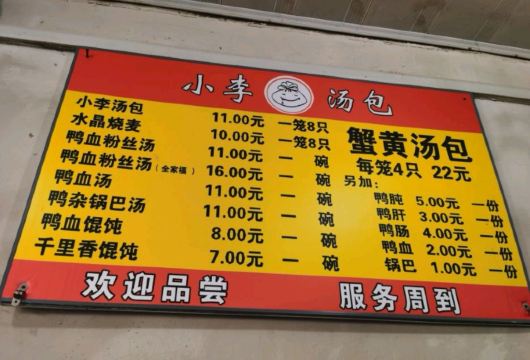 小李汤包
小李汤包 11.00元 一笼8只
水晶烧麦 10.00元 一笼8只
鸭血粉丝汤 11.00元 一 碗
鸭血粉丝汤(全家福) 16.00元 一 碗
鸭血汤 11.00元 一 碗
鸭杂锅巴汤 11.00元 一 碗
鸭血馄饨 8.00元 一 碗
千里香馄饨 7.00元 一 碗
蟹黄汤包
每笼4只 22元
另加:
鸭肫 5.00元 一份
鸭肝 3.00元 一份
鸭肠 4.00元 一份
鸭血 2.00元 一份
锅巴 1.00元 一份
欢迎品尝 服务周到